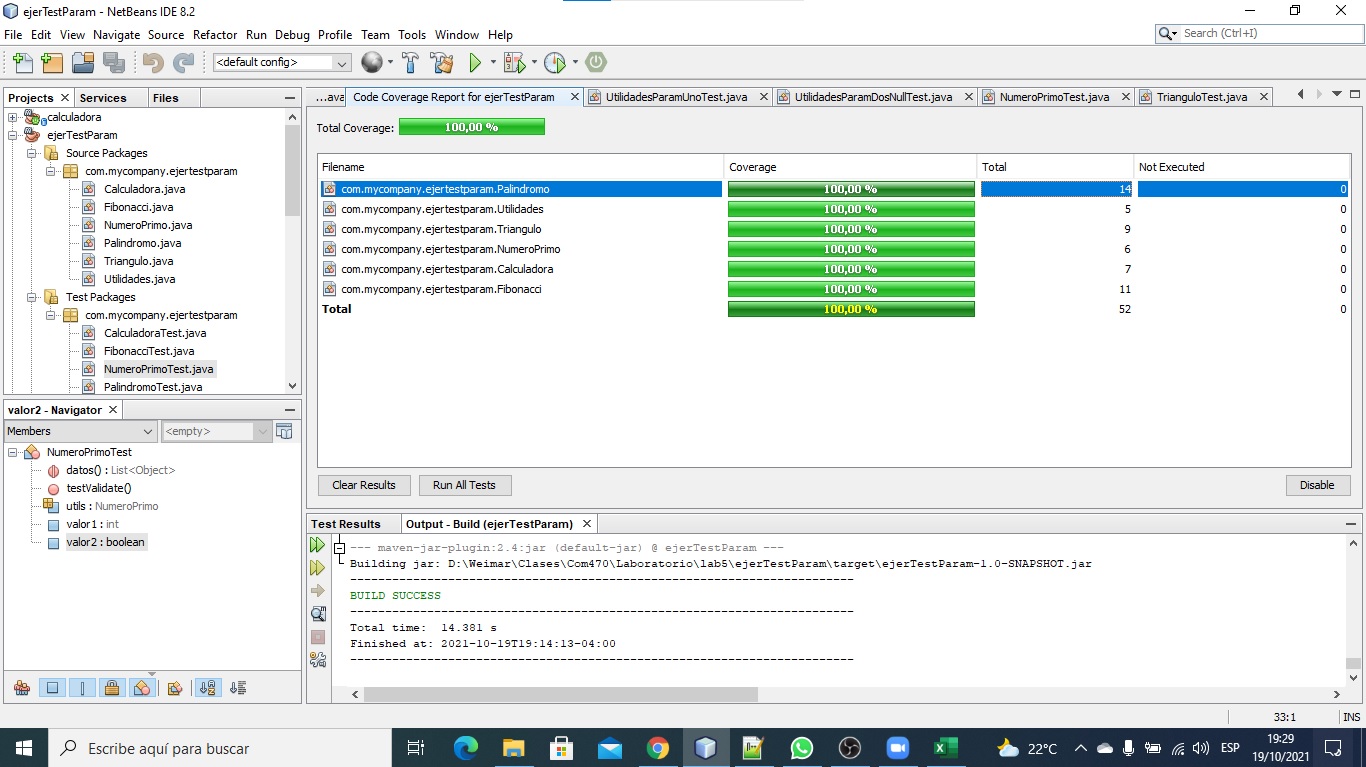 ejerTestParam - NetBeans IDE 8.2
File Edit View Navigate Source Refactor Run Debug Profile Team Tools Window Help
Search (Ctrl+I)
<default config>
Projects Services Files
calculadora
ejerTestParam
Source Packages
com.mycompany.ejertestparam
Calculadora.java
Fibonacci.java
NumeroPrimo.java
Palindromo.java
Triangulo.java
Utilidades.java
Test Packages
com.mycompany.ejertestparam
CalculadoraTest.java
FibonacciTest.java
NumeroPrimoTest.java
PalindromoTest.java
valor2 - Navigator
Members <empty>
NumeroPrimoTest
datos() : List<Object>
testValidate()
utils : NumeroPrimo
valor1 : int
valor2 : boolean
...ava Code Coverage Report for ejerTestParam UtilidadesParamUnoTest.java UtilidadesParamDosNullTest.java NumeroPrimoTest.java TrianguloTest.java
Total Coverage: 100,00 %
Filename Coverage Total Not Executed
com.mycompany.ejertestparam.Palindromo 100,00 % 14 0
com.mycompany.ejertestparam.Utilidades 100,00 % 5 0
com.mycompany.ejertestparam.Triangulo 100,00 % 9 0
com.mycompany.ejertestparam.NumeroPrimo 100,00 % 6 0
com.mycompany.ejertestparam.Calculadora 100,00 % 7 0
com.mycompany.ejertestparam.Fibonacci 100,00 % 11 0
Total 100,00 % 52 0
Clear Results Run All Tests Disable
Test Results Output - Build (ejerTestParam)
--- maven-jar-plugin:2.4:jar (default-jar) @ ejerTestParam ---
Building jar: D:\Weimar\Clases\Com470\Laboratorio\lab5\ejerTestParam\target\ejerTestParam-1.0-SNAPSHOT.jar
------------------------------------------------------------------------
BUILD SUCCESS
------------------------------------------------------------------------
Total time: 14.381 s
Finished at: 2021-10-19T19:14:13-04:00
------------------------------------------------------------------------
33:1 INS
Escribe aquí para buscar
22°C
ESP
19:29
19/10/2021